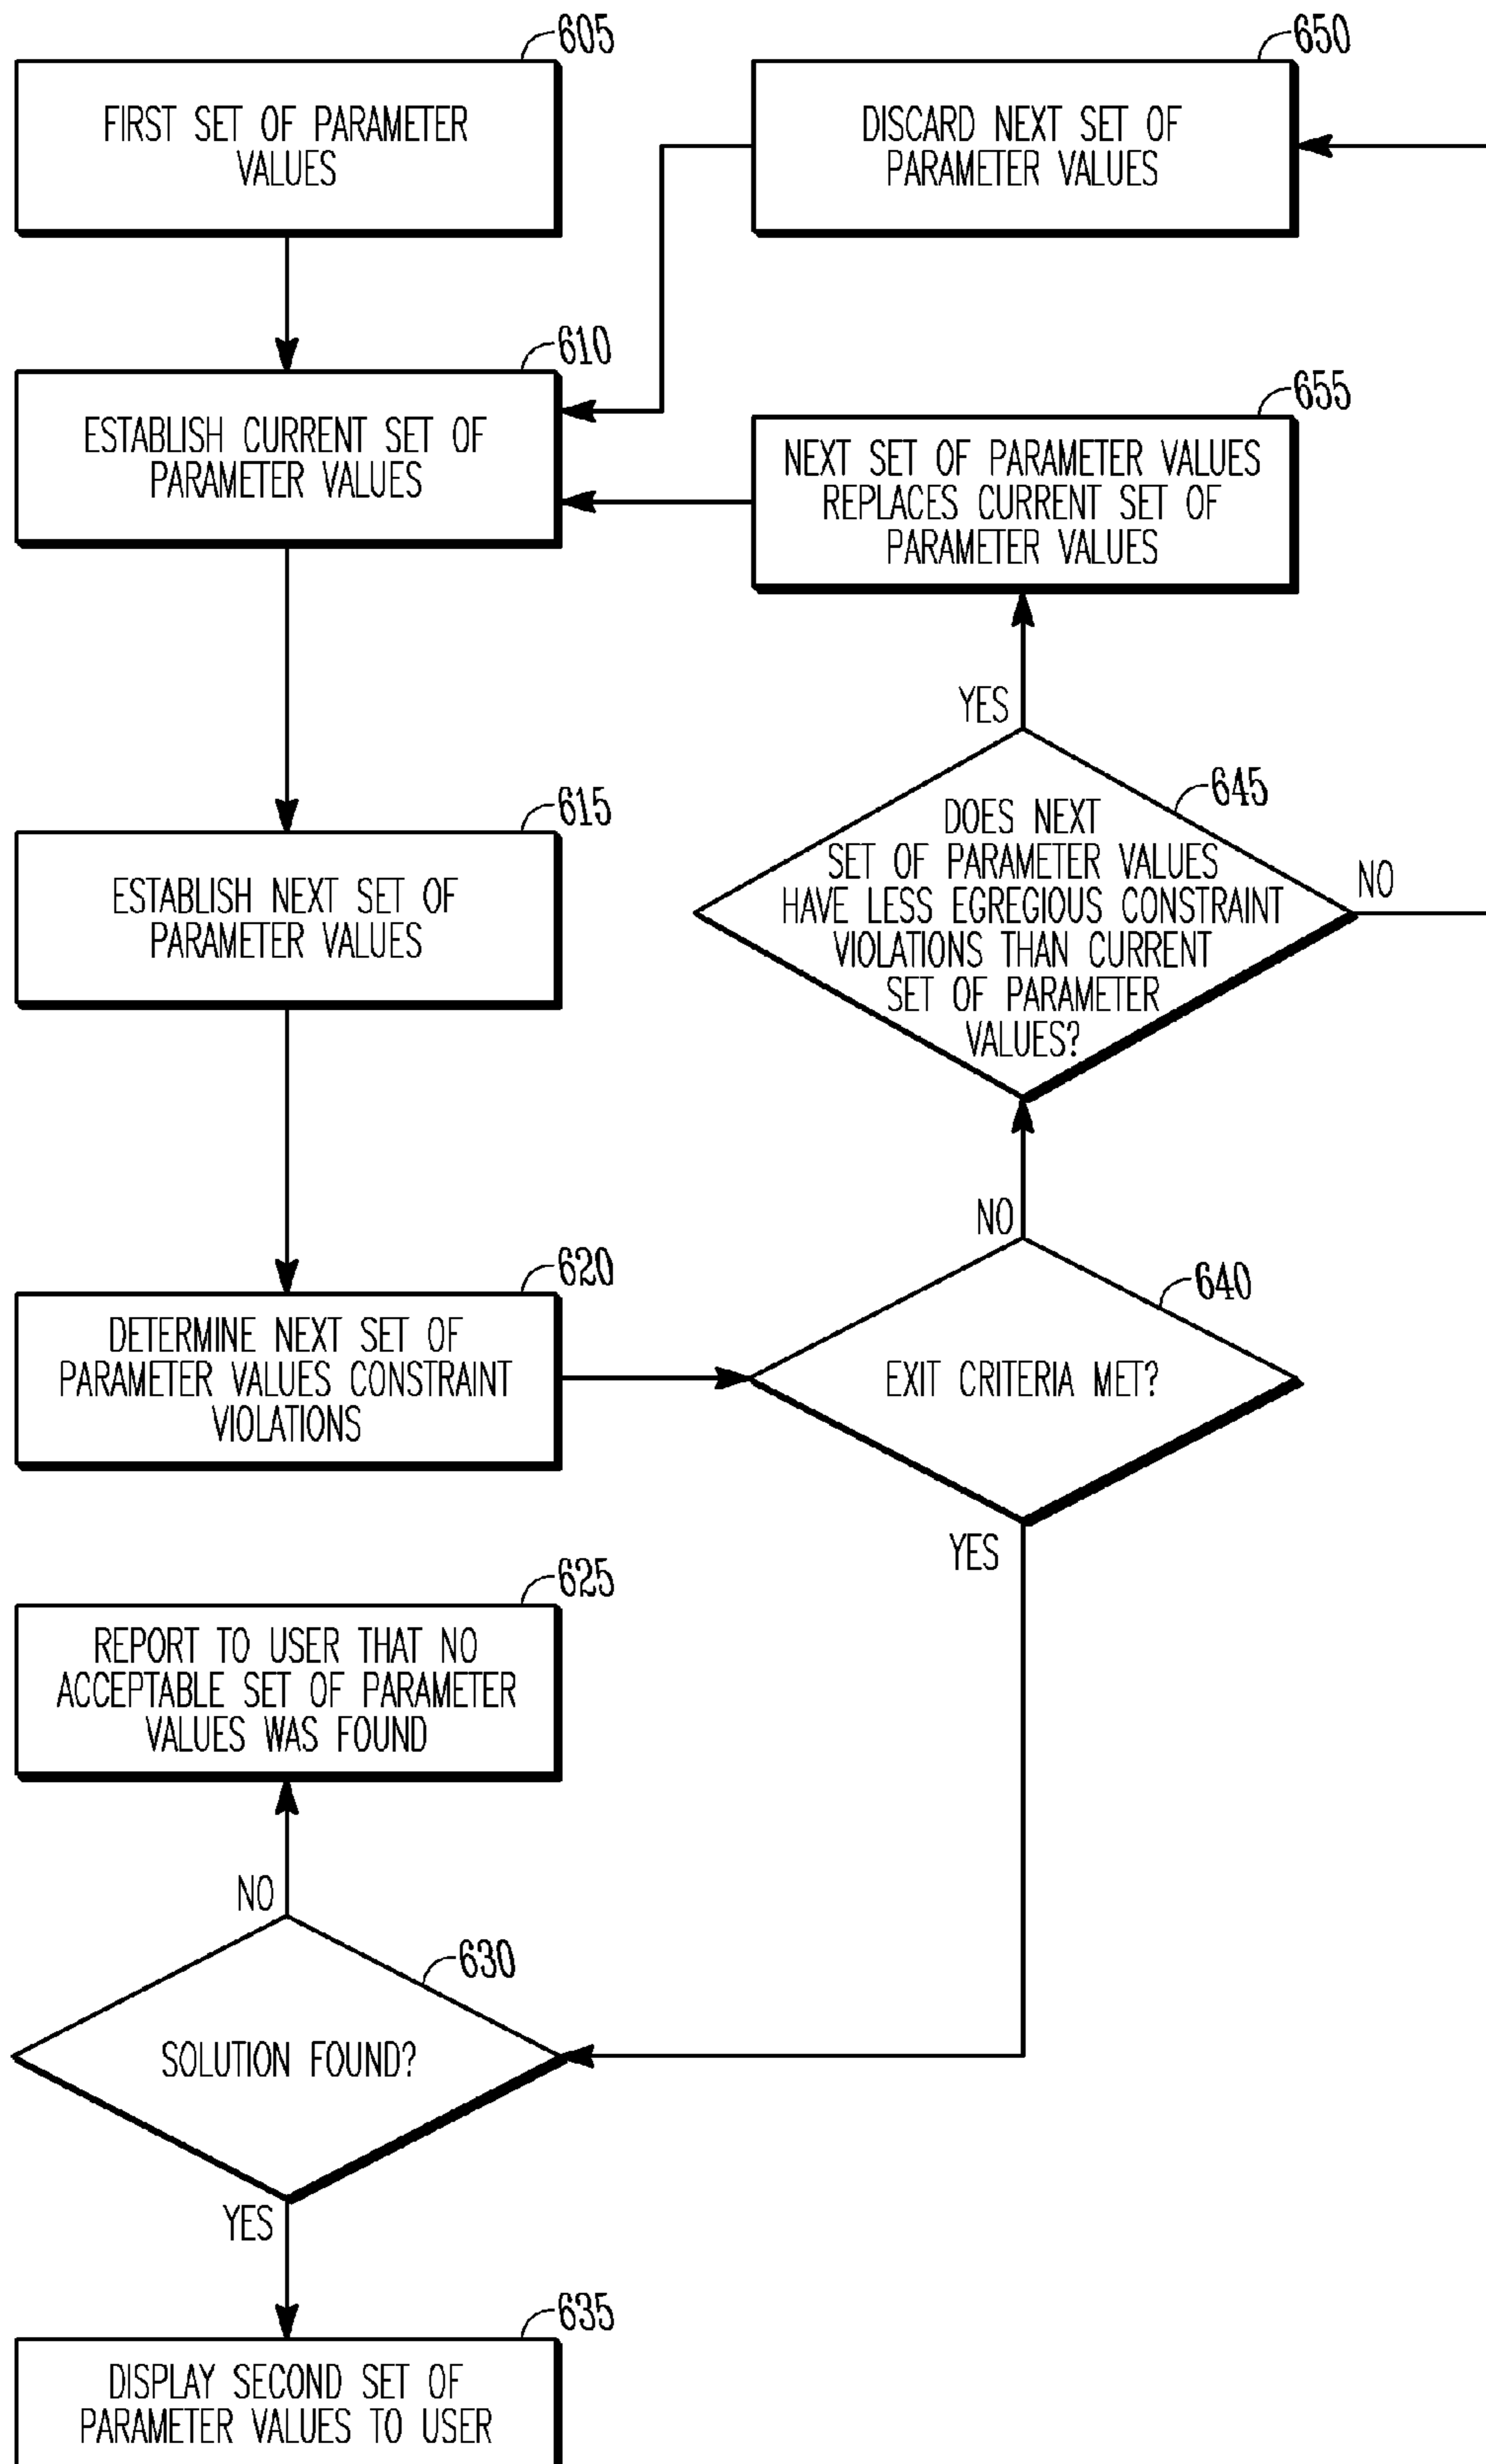 605
FIRST SET OF PARAMETER
VALUES
650
DISCARD NEXT SET OF
PARAMETER VALUES
610
ESTABLISH CURRENT SET OF
PARAMETER VALUES
655
NEXT SET OF PARAMETER VALUES
REPLACES CURRENT SET OF
PARAMETER VALUES
YES
615
ESTABLISH NEXT SET OF
PARAMETER VALUES
645
DOES NEXT
SET OF PARAMETER VALUES
HAVE LESS EGREGIOUS CONSTRAINT
VIOLATIONS THAN CURRENT
SET OF PARAMETER
VALUES?
NO
NO
620
DETERMINE NEXT SET OF
PARAMETER VALUES CONSTRAINT
VIOLATIONS
640
EXIT CRITERIA MET?
YES
625
REPORT TO USER THAT NO
ACCEPTABLE SET OF PARAMETER
VALUES WAS FOUND
NO
630
SOLUTION FOUND?
YES
635
DISPLAY SECOND SET OF
PARAMETER VALUES TO USER